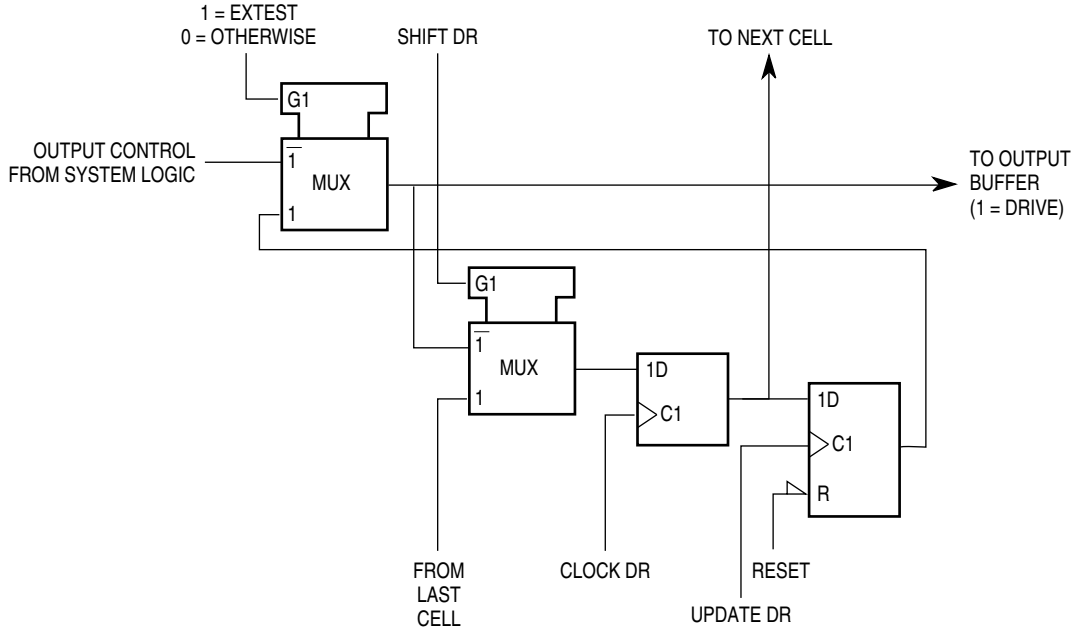 1 = EXTEST
0 = OTHERWISE
SHIFT DR
TO NEXT CELL
G1
OUTPUT CONTROL
FROM SYSTEM LOGIC
1
MUX
1
TO OUTPUT
BUFFER
(1 = DRIVE)
G1
1
MUX
1
1D
C1
1D
C1
R
FROM
LAST
CELL
CLOCK DR
RESET
UPDATE DR